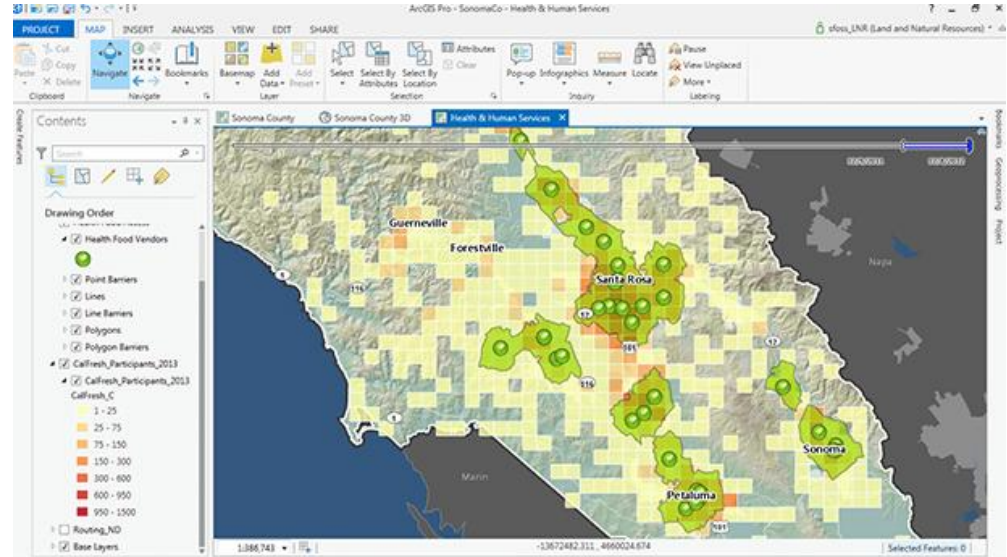 ArcGIS Pro - SonomaCo - Health & Human Services
PROJECT MAP INSERT ANALYSIS VIEW EDIT SHARE
sfoss_LNR (Land and Natural Resources)
Paste
Cut
Copy
Delete
Clipboard
Navigate
Bookmarks
Navigate
Basemap
Add Data
Add Preset
Layer
Select
Select By Attributes
Select By Location
Attributes
Clear
Selection
Pop-up
Infographics
Measure
Locate
Inquiry
Pause
View Unplaced
More
Labeling
Create Features
Contents
Search
Drawing Order
Health Food Vendors
Point Barriers
Lines
Line Barriers
Polygons
Polygon Barriers
CalFresh_Participants_2013
CalFresh_Participants_2013
CalFresh_C
1 - 25
25 - 75
75 - 150
150 - 300
300 - 600
600 - 950
950 - 1500
Routing_ND
Base Layers
Sonoma County
Sonoma County 3D
Health & Human Services
Guerneville
Forestville
Santa Rosa
Napa
1
116
12
101
12
116
1
Sonoma
Marin
Petaluma
101
1:386,743
-13672482.311 , 4660024.674
Selected Features: 0
Bookmarks
Geoprocessing
Project